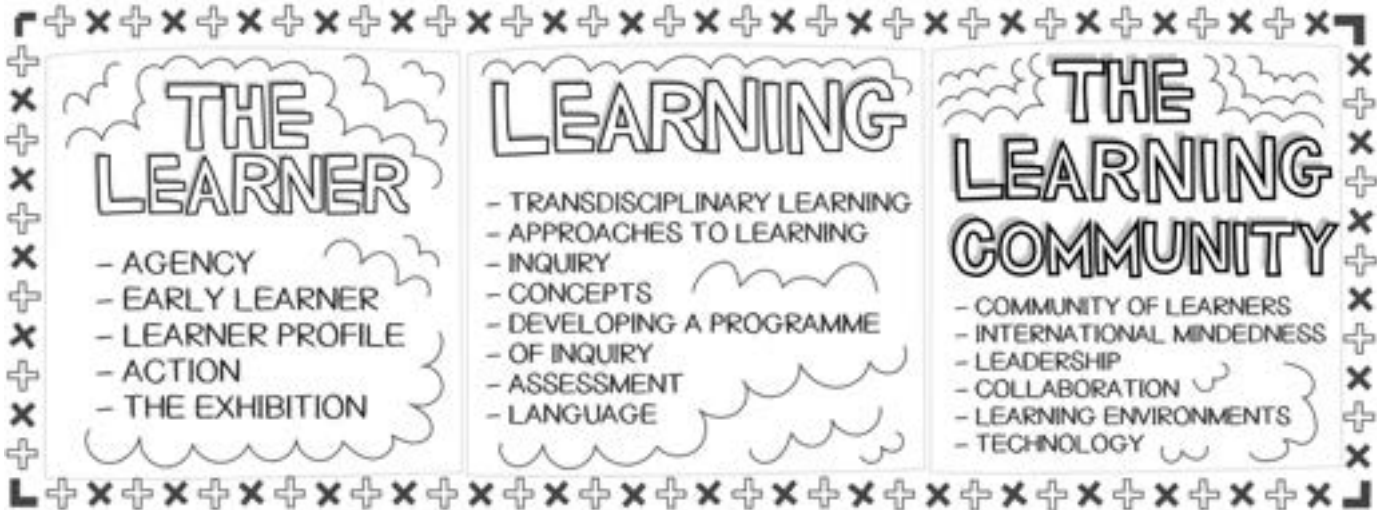 THE
LEARNER
- AGENCY
- EARLY LEARNER
- LEARNER PROFILE
- ACTION
- THE EXHIBITION
LEARNING
- TRANSDISCIPLINARY LEARNING
- APPROACHES TO LEARNING
- INQUIRY
- CONCEPTS
- DEVELOPING A PROGRAMME
- OF INQUIRY
- ASSESSMENT
- LANGUAGE
THE
LEARNING
COMMUNITY
- COMMUNITY OF LEARNERS
- INTERNATIONAL MINDEDNESS
- LEADERSHIP
- COLLABORATION
- LEARNING ENVIRONMENTS
- TECHNOLOGY